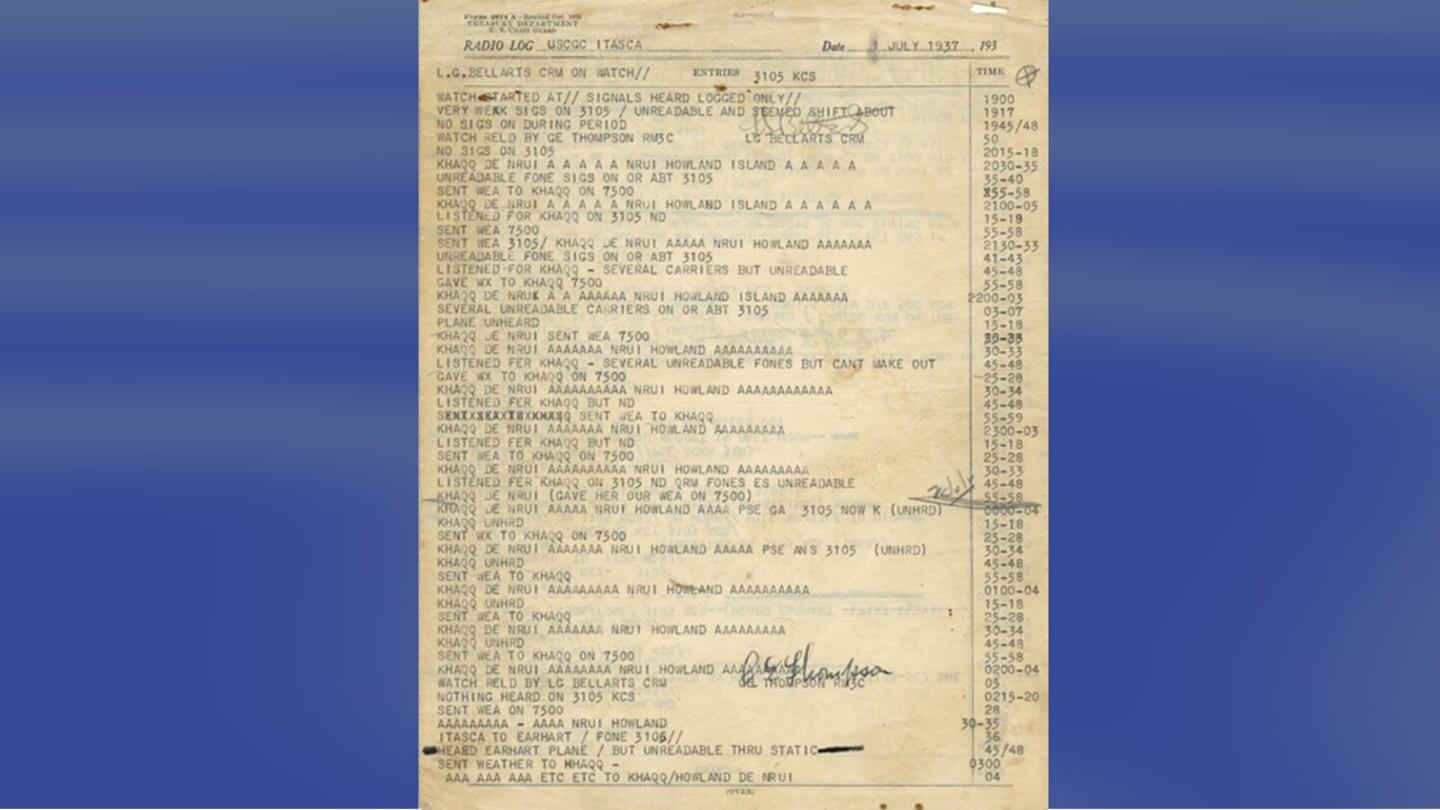 Form 2614 A—Revised Oct. 1931
TREASURY DEPARTMENT
U. S. COAST GUARD
RADIO LOG USCGC ITASCA Date 1 JULY 1937 , 193
L.G.BELLARTS CRM ON WATCH// ENTRIES 3105 KCS TIME
WATCH STARTED AT// SIGNALS HEARD LOGGED ONLY// 1900
VERY WEAK SIGS ON 3105 / UNREADABLE AND SEEMED SHIFT ABOUT 1917
NO SIGS ON DURING PERIOD 1945/48
WATCH RELD BY GE THOMPSON RM3C LG BELLARTS CRM 50
NO SIGS ON 3105 2015-18
KHAQQ DE NRUI A A A A A NRUI HOWLAND ISLAND A A A A A 2030-35
UNREADABLE FONE SIGS ON OR ABT 3105 35-40
SENT WEA TO KHAQQ ON 7500 X55-58
KHAQQ DE NRUI A A A A A NRUI HOWLAND ISLAND A A A A A A 2100-05
LISTENED FOR KHAQQ ON 3105 ND 15-18
SENT WEA 7500 55-58
SENT WEA 3105/ KHAQQ DE NRUI AAAAA NRUI HOWLAND AAAAAAA 2130-33
UNREADABLE FONE SIGS ON OR ABT 3105 41-43
LISTENED FOR KHAQQ - SEVERAL CARRIERS BUT UNREADABLE 45-48
GAVE WX TO KHAQQ 7500 55-58
KHAQQ DE NRUK A A AAAAAA NRUI HOWLAND ISLAND AAAAAAA 2200-03
SEVERAL UNREADABLE CARRIERS ON OR ABT 3105 03-07
PLANE UNHEARD 15-18
KHAQQ DE NRUI SENT WEA 7500
KHAQQ DE NRUI AAAAAAA NRUI HOWLAND AAAAAAAAAA 30-33
LISTENED FER KHAQQ - SEVERAL UNREADABLE FONES BUT CANT MAKE OUT 45-48
GAVE WX TO KHAQQ ON 7500 25-28
KHAQQ DE NRUI AAAAAAAAAA NRUI HOWLAND AAAAAAAAAAAA 30-34
LISTENED FER KHAQQ BUT ND 45-48
SENT WEA TO KHAQQ 55-59
KHAQQ DE NRUI AAAAAAA NRUI HOWLAND AAAAAAAAA 2300-03
LISTENED FER KHAQQ BUT ND 15-18
SENT WEA TO KHAQQ ON 7500 25-28
KHAQQ DE NRUI AAAAAAAAAA NRUI HOWLAND AAAAAAAAA 30-33
LISTENED FER KHAQQ ON 3105 ND QRM FONES ES UNREADABLE 45-48
KHAQQ DE NRUI (GAVE HER OUR WEA ON 7500) 55-58
KHAQQ DE NRUI AAAAA NRUI HOWLAND AAAA PSE GA 3105 NOW K (UNHRD) 0000-04
KHAQQ UNHRD 15-18
SENT WX TO KHAQQ ON 7500 25-28
KHAQQ DE NRUI AAAAAAA NRUI HOWLAND AAAAA PSE ANS 3105 (UNHRD) 30-34
KHAQQ UNHRD 45-48
SENT WEA TO KHAQQ 55-58
KHAQQ DE NRUI AAAAAAAAA NRUI HOWLAND AAAAAAAAAA 0100-04
KHAQQ UNHRD 15-18
SENT WEA TO KHAQQ 25-28
KHAQQ DE NRUI AAAAAAA NRUI HOWLAND AAAAAAAAA 30-34
KHAQQ UNHRD 45-48
SENT WEA TO KHAQQ ON 7500 55-58
KHAQQ DE NRUI AAAAAAAA NRUI HOWLAND AAAAAAAAA G E Thompson 0200-04
WATCH RELD BY LG BELLARTS CRM GE THOMPSON RM3C 05
NOTHING HEARD ON 3105 KCS 0215-20
SENT WEA ON 7500 28
AAAAAAAAA - AAAA NRUI HOWLAND 30-35
ITASCA TO EARHART / FONE 3105// 36
HEARD EARHART PLANE / BUT UNREADABLE THRU STATIC 45/48
SENT WEATHER TO KHAQQ - 0300
AAA AAA AAA ETC ETC TO KHAQQ/HOWLAND DE NRUI 04
(OVER)